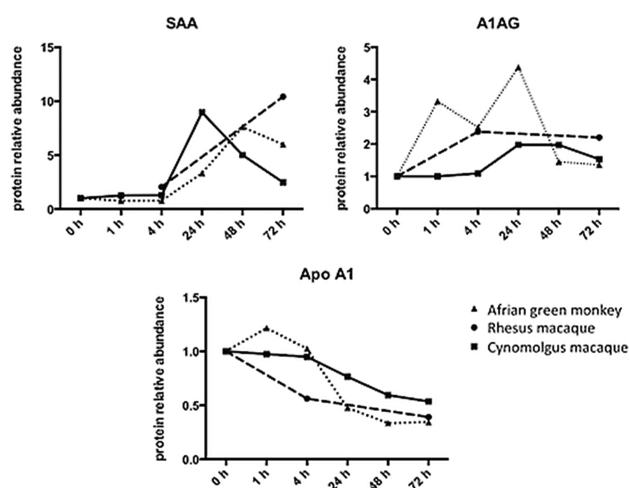 SAA
protein relative abundance
15
10
5
0
0 h
1 h
4 h
24 h
48 h
72 h
A1AG
protein relative abundance
5
4
3
2
1
0
0 h
1 h
4 h
24 h
48 h
72 h
Apo A1
protein relative abundance
1.5
1.0
0.5
0.0
0 h
1 h
4 h
24 h
48 h
72 h
Afrian green monkey
Rhesus macaque
Cynomolgus macaque